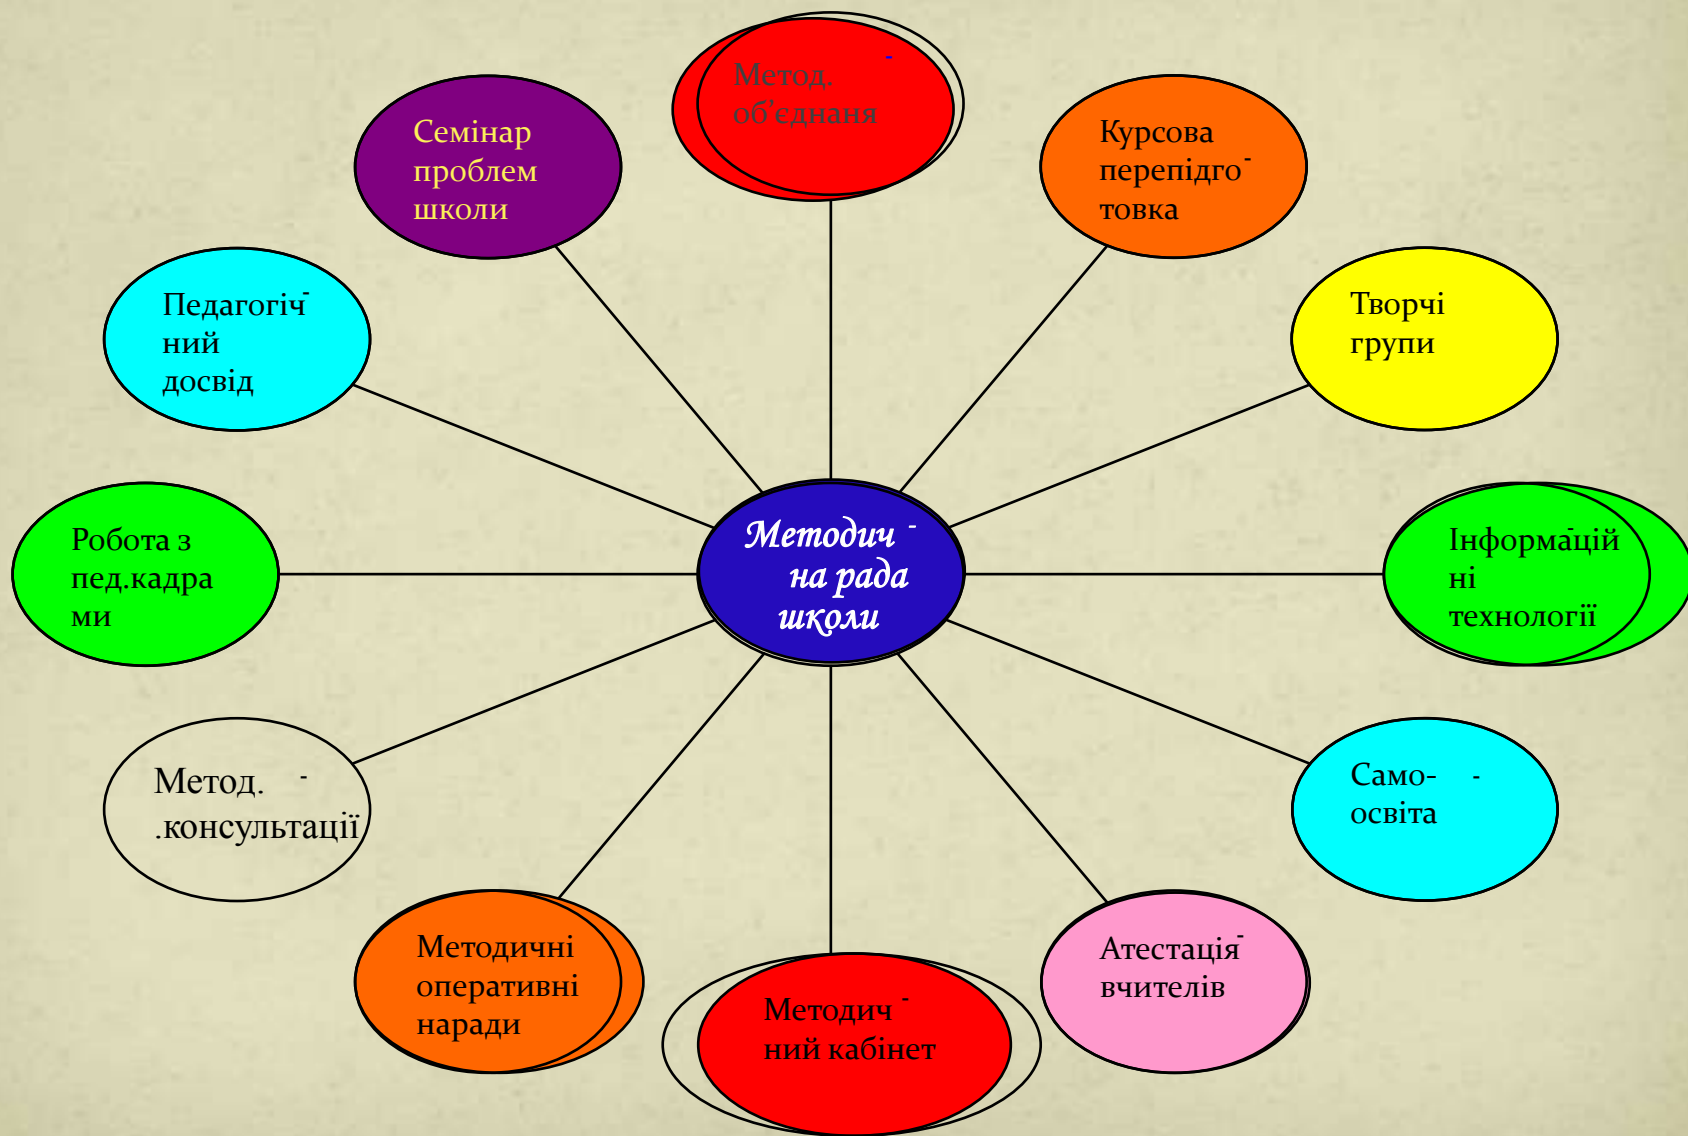 Метод. -
об’єднаня
Семінар
проблем
школи
Курсова
перепідго-
товка
Педагогіч-
ний
досвід
Творчі
групи
Робота з
пед.кадра
ми
Методич -
на рада
школи
Інформацій-
ні
технології
Метод. -
.консультації
Само- -
освіта
Методичні
оперативні
наради
Методич -
ний кабінет
Атестація-
вчителів